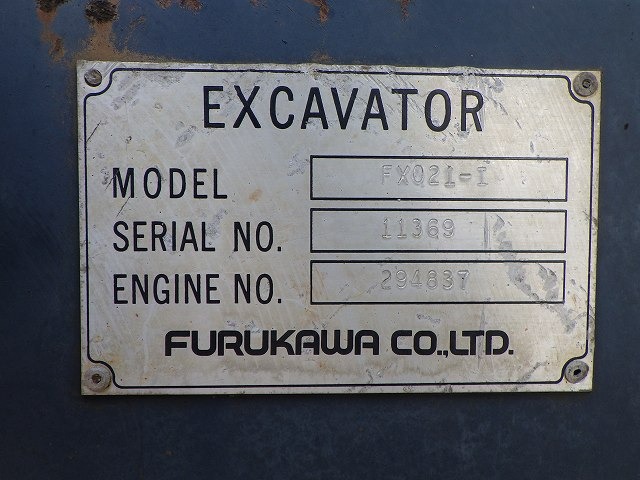 EXCAVATOR
MODEL FX021-I
SERIAL NO. 11369
ENGINE NO. 294837
FURUKAWA CO.,LTD.